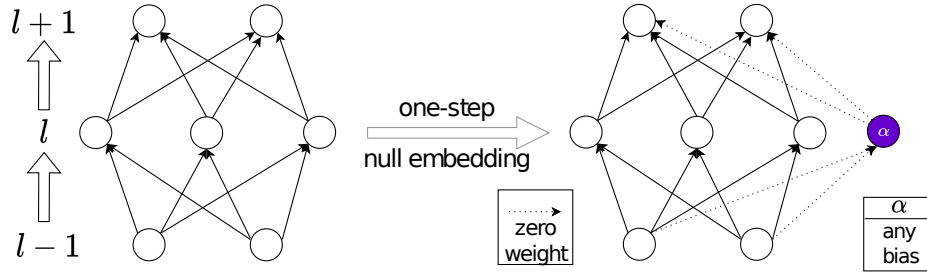 l + 1
l
l − 1
one-step
null embedding
α
zero
weight
α
any
bias